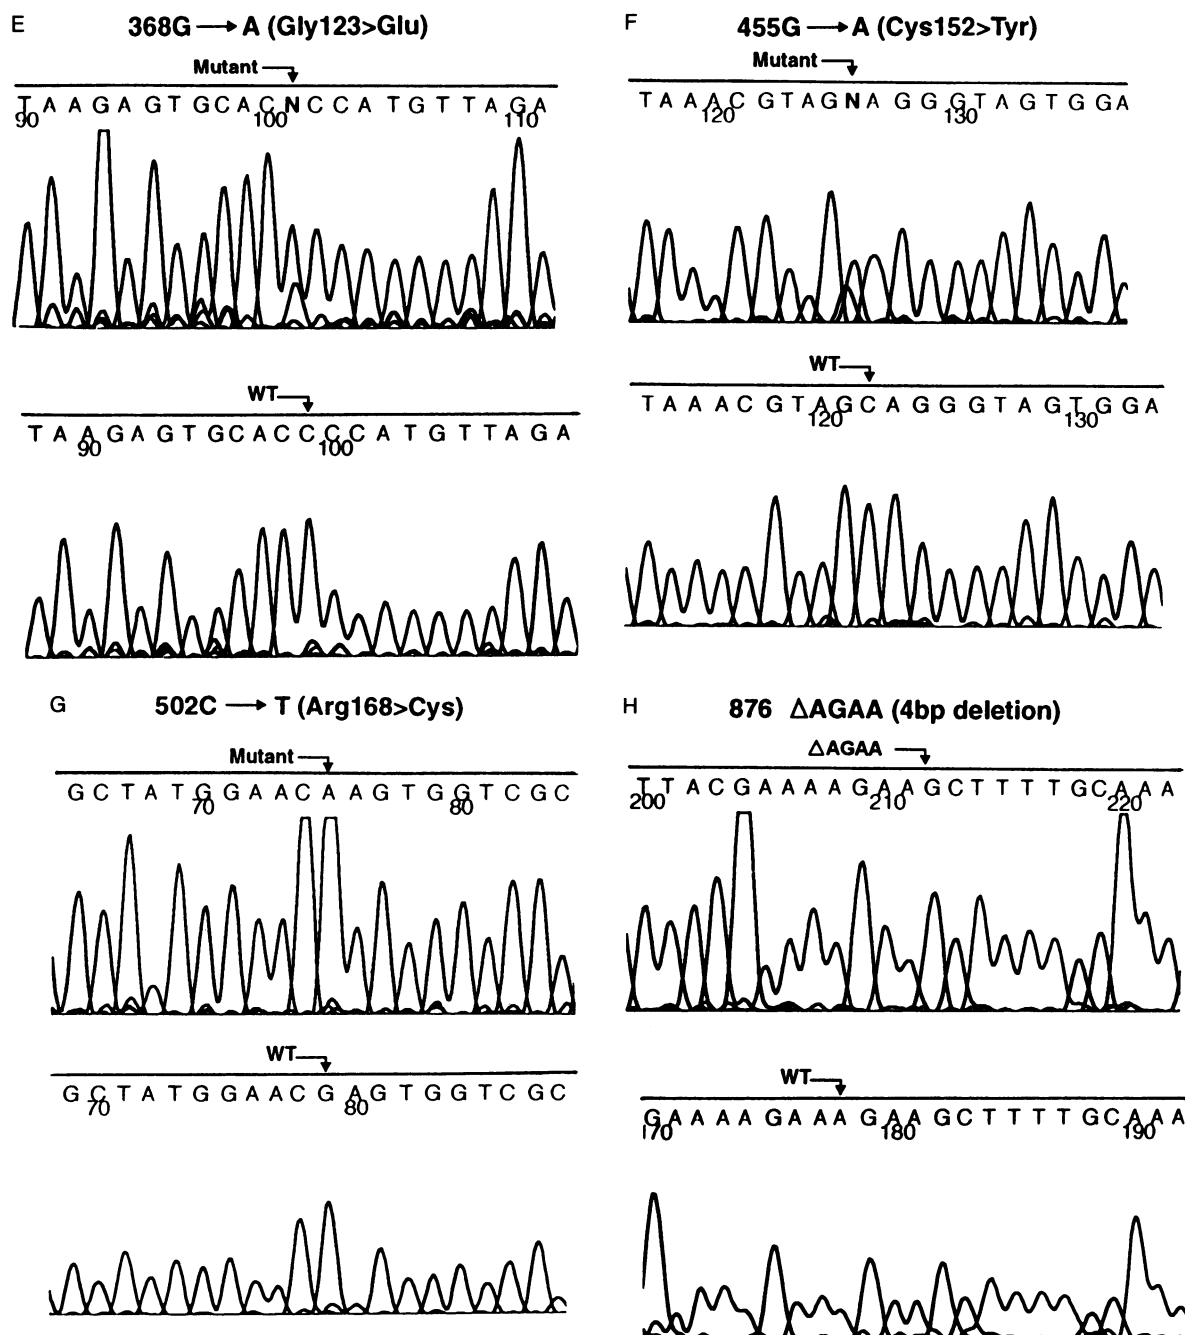 E 368G → A (Gly123>Glu)
Mutant
T A A G A G T G C A C N C C A T G T T A G A
90 100 110
WT
T A A G A G T G C A C C C C A T G T T A G A
90 100
F 455G → A (Cys152>Tyr)
Mutant
T A A A C G T A G N A G G G T A G T G G A
120 130
WT
T A A A C G T A G C A G G G T A G T G G A
120 130
G 502C → T (Arg168>Cys)
Mutant
G C T A T G G A A C A A G T G G T C G C
70 80
WT
G C T A T G G A A C G A G T G G T C G C
70 80
H 876 ΔAGAA (4bp deletion)
ΔAGAA
T T A C G A A A A G A A G C T T T T G C A A A
200 210 220
WT
G A A A A G A A A G A A G C T T T T G C A A A
170 180 190